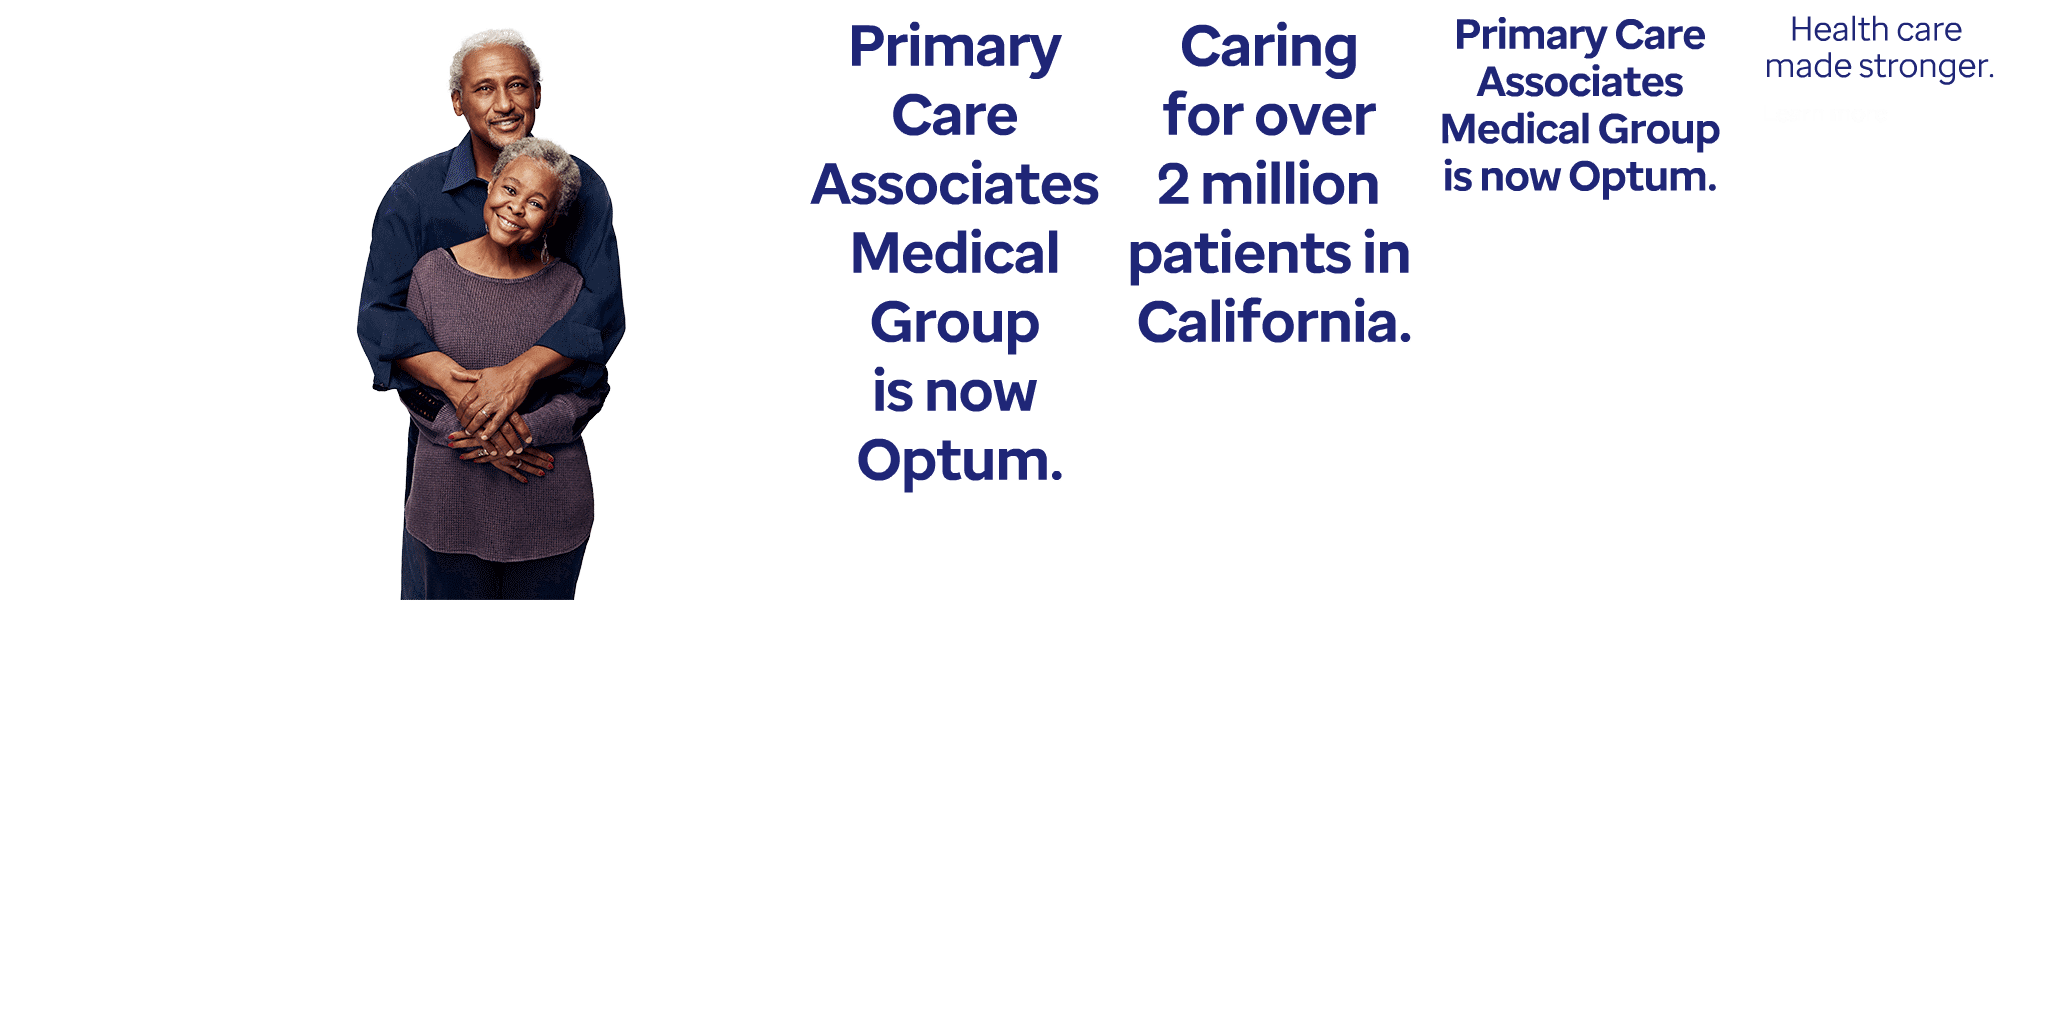 Primary
Care
Associates
Medical
Group
is now
Optum.
Caring
for over
2 million
patients in
California.
Primary Care
Associates
Medical Group
is now Optum.
Health care
made stronger.